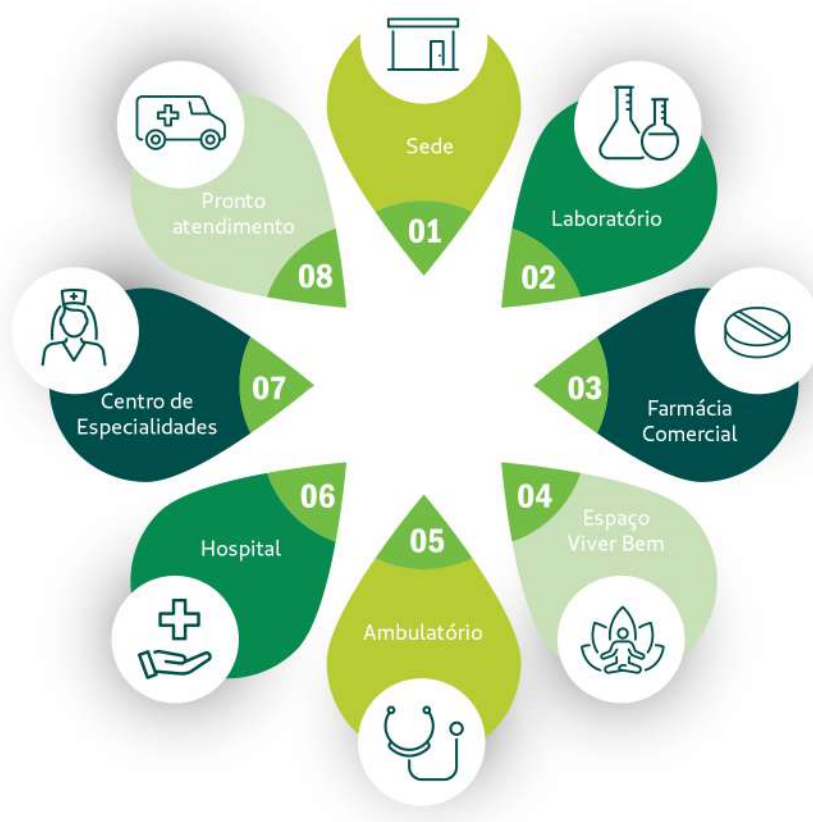 Sede
01
Laboratório
02
03
Farmácia
Comercial
04
Espaço
Viver Bem
05
Ambulatório
06
Hospital
07
Centro de
Especialidades
Pronto
atendimento
08